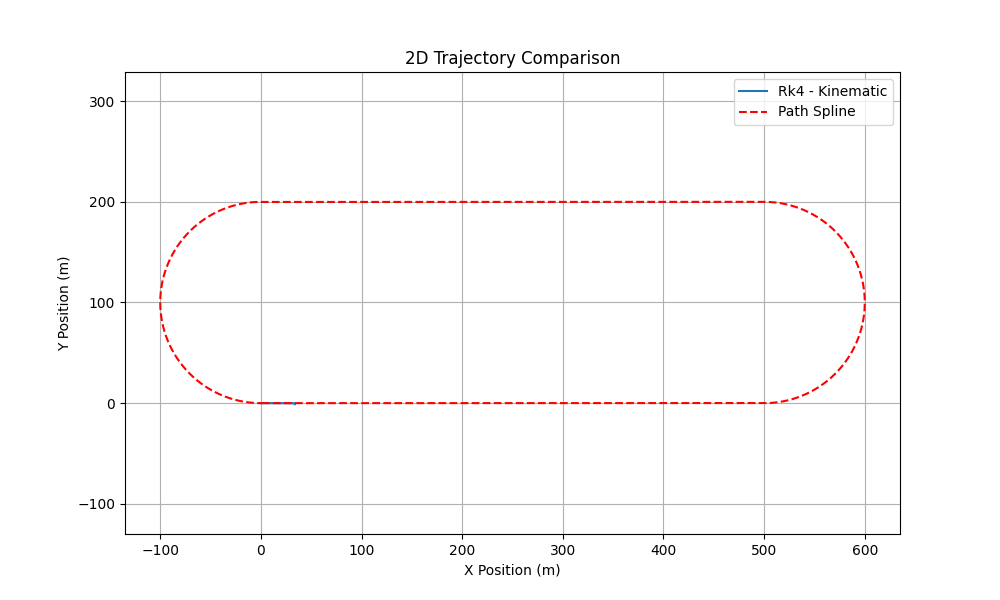 2D Trajectory Comparison
Rk4 - Kinematic
Path Spline
Y Position (m)
300
200
100
0
−100
−100
0
100
200
300
400
500
600
X Position (m)